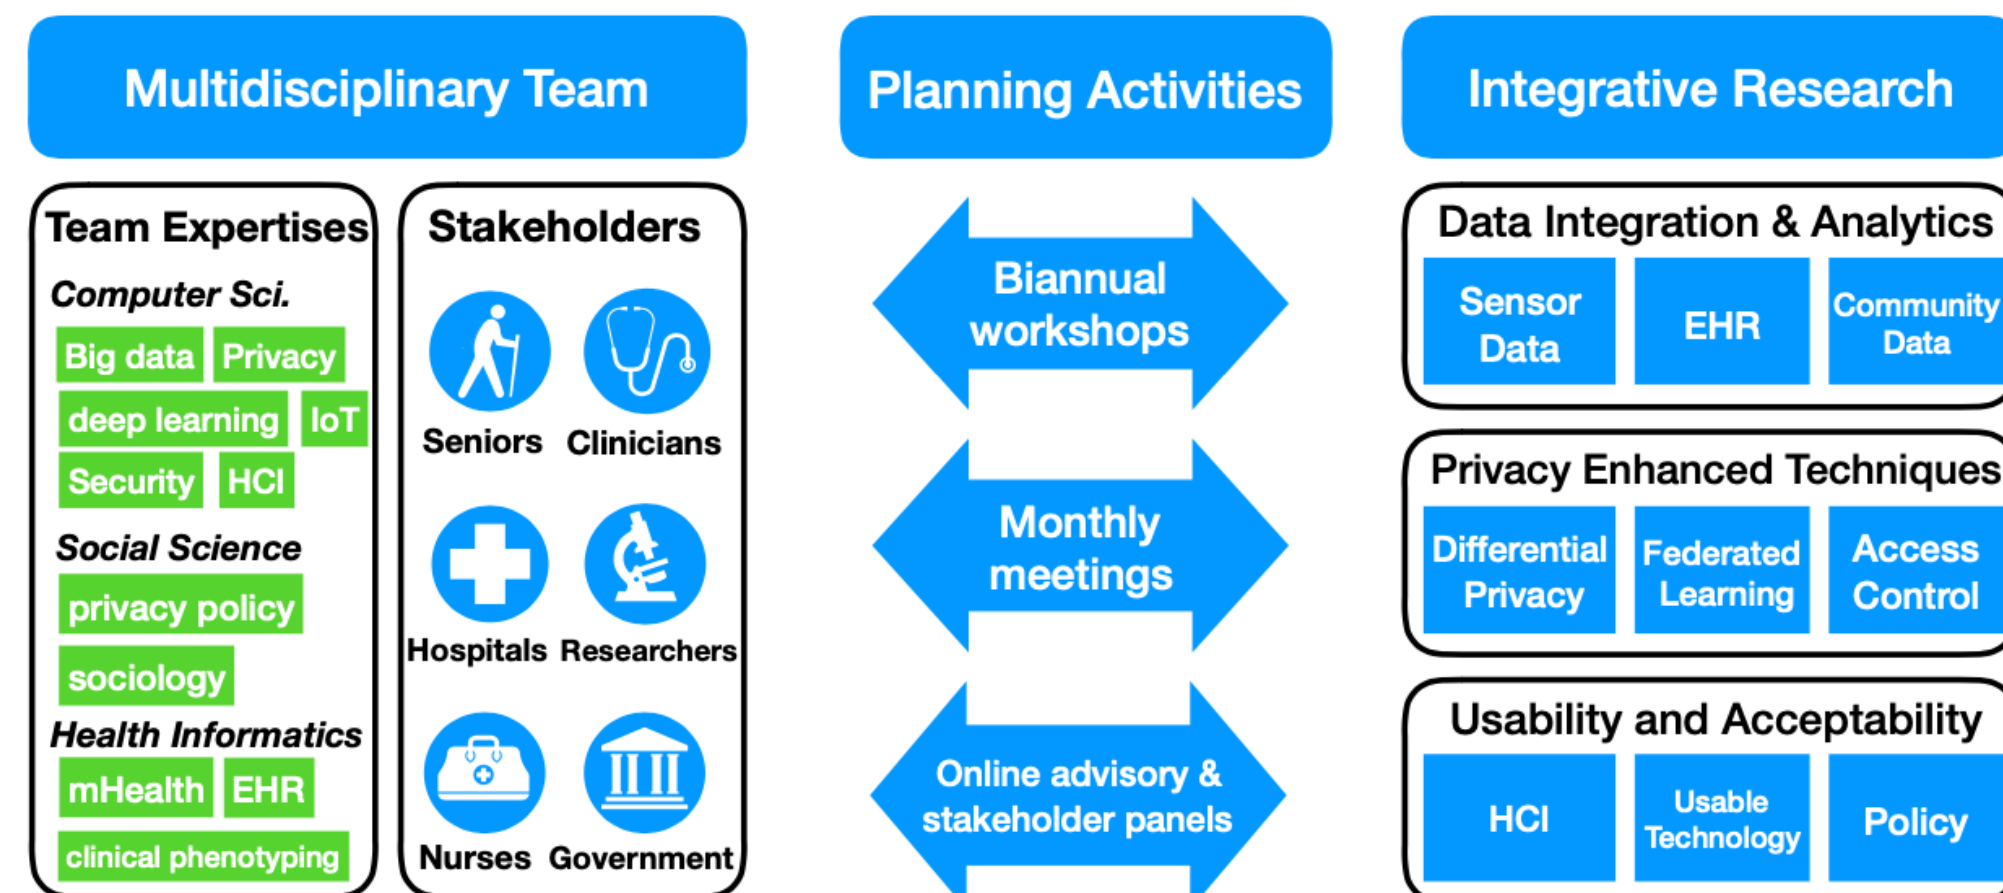 Multidisciplinary Team
Planning Activities
Integrative Research
Team Expertises
Computer Sci.
Big data
Privacy
deep learning
IoT
Security
HCI
Social Science
privacy policy
sociology
Health Informatics
mHealth
EHR
clinical phenotyping
Stakeholders
Seniors
Clinicians
Hospitals
Researchers
Nurses
Government
Biannual
workshops
Monthly
meetings
Online advisory &
stakeholder panels
Data Integration & Analytics
Sensor
Data
EHR
Community
Data
Privacy Enhanced Techniques
Differential
Privacy
Federated
Learning
Access
Control
Usability and Acceptability
HCI
Usable
Technology
Policy